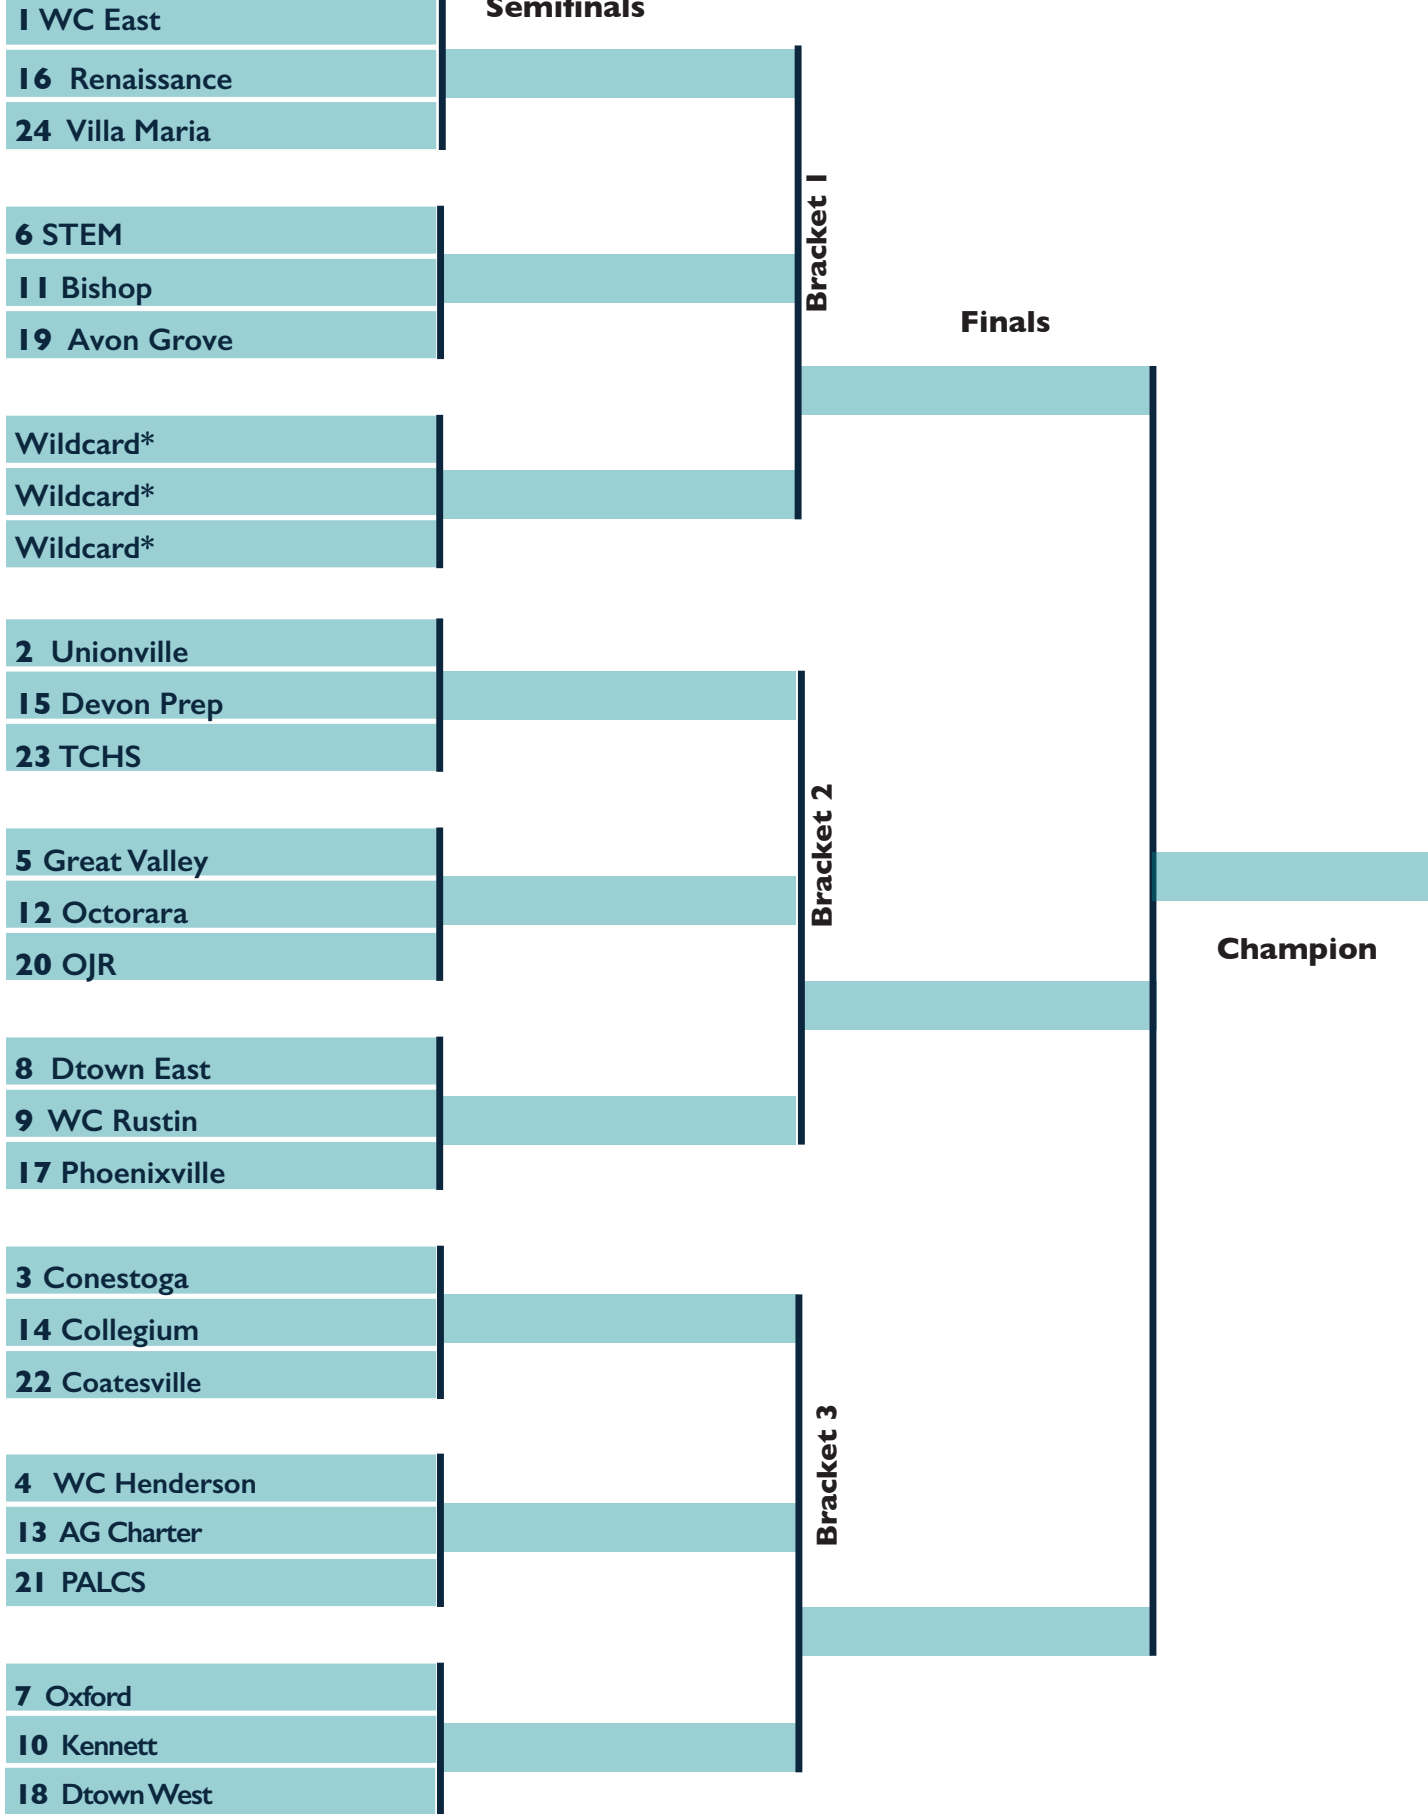 Semifinals
1 WC East
16 Renaissance
24 Villa Maria
6 STEM
11 Bishop
19 Avon Grove
Wildcard*
Wildcard*
Wildcard*
Bracket 1
2 Unionville
15 Devon Prep
23 TCHS
5 Great Valley
12 Octorara
20 OJR
8 Dtown East
9 WC Rustin
17 Phoenixville
Bracket 2
3 Conestoga
14 Collegium
22 Coatesville
4 WC Henderson
13 AG Charter
21 PALCS
7 Oxford
10 Kennett
18 Dtown West
Bracket 3
Finals
Champion